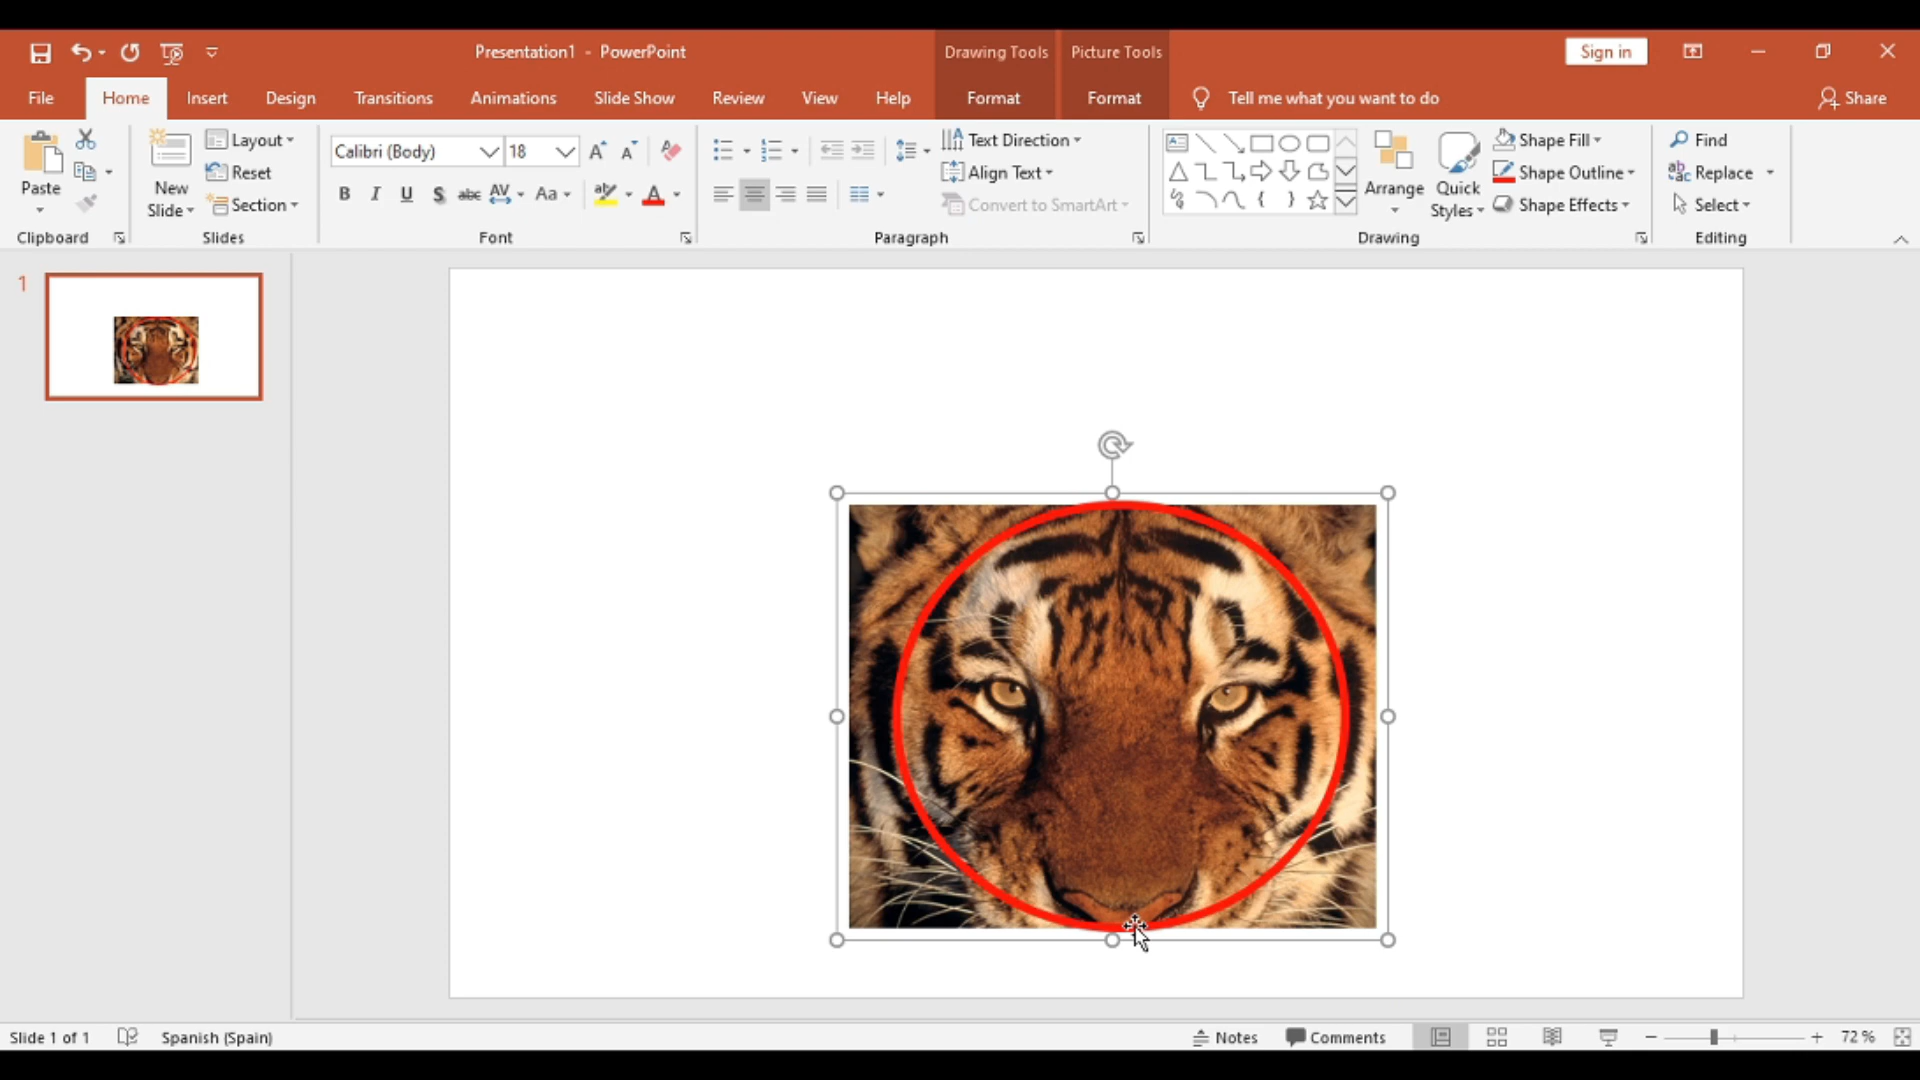 Presentation1 - PowerPoint
Drawing Tools
Picture Tools
Sign in
File
Home
Insert
Design
Transitions
Animations
Slide Show
Review
View
Help
Format
Format
Tell me what you want to do
Share
Paste
New Slide
Layout
Reset
Section
Calibri (Body)
18
B I U S abc AV Aa A
Text Direction
Align Text
Convert to SmartArt
Arrange
Quick Styles
Shape Fill
Shape Outline
Shape Effects
Find
Replace
Select
Clipboard
Slides
Font
Paragraph
Drawing
Editing
1
Slide 1 of 1
Spanish (Spain)
Notes
Comments
72 %